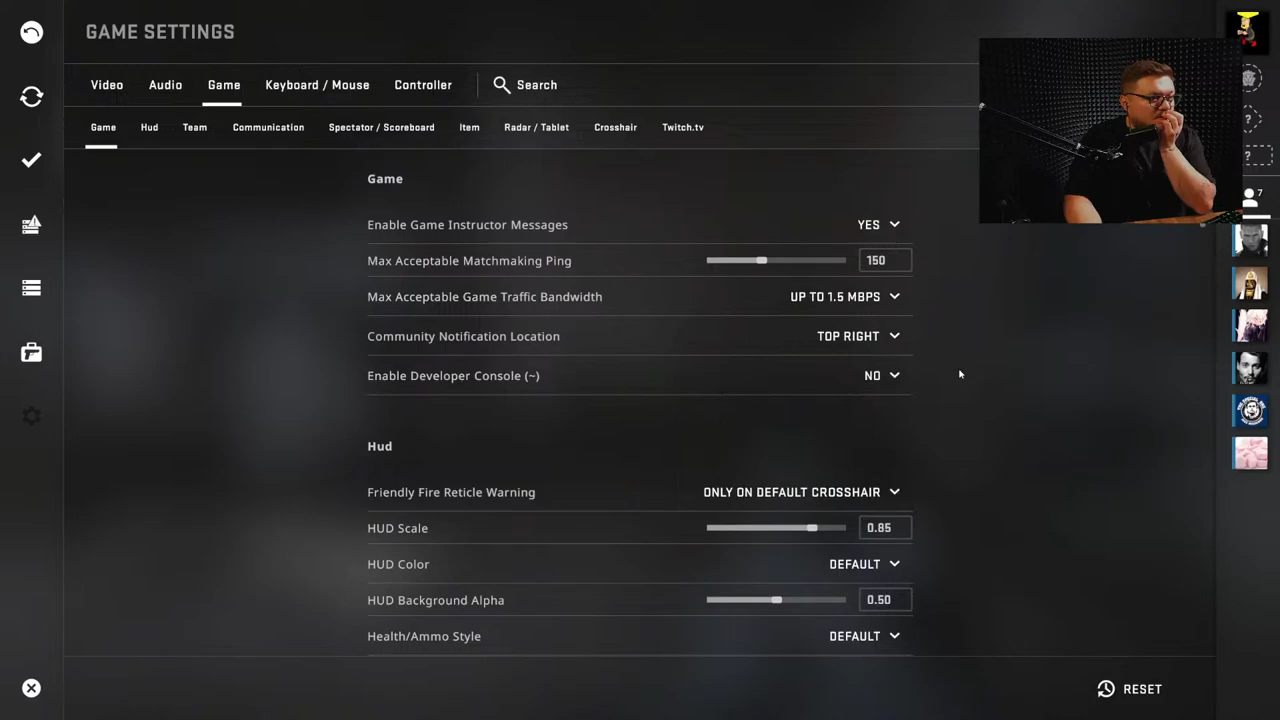 GAME SETTINGS
Video Audio Game Keyboard / Mouse Controller Search
Game Hud Team Communication Spectator / Scoreboard Item Radar / Tablet Crosshair Twitch.tv
Game
Enable Game Instructor Messages YES
Max Acceptable Matchmaking Ping 150
Max Acceptable Game Traffic Bandwidth UP TO 1.5 MBPS
Community Notification Location TOP RIGHT
Enable Developer Console (~) NO
Hud
Friendly Fire Reticle Warning ONLY ON DEFAULT CROSSHAIR
HUD Scale 0.85
HUD Color DEFAULT
HUD Background Alpha 0.50
Health/Ammo Style DEFAULT
RESET
?
?
7